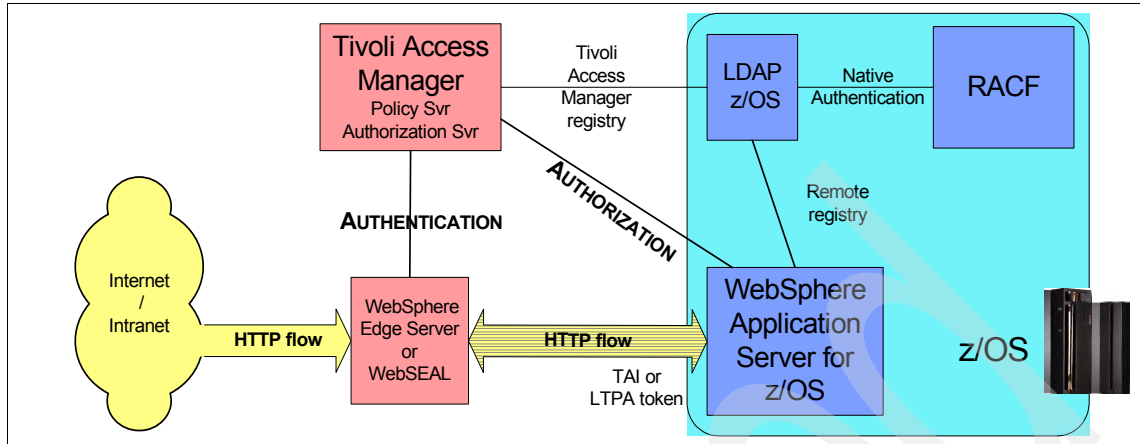 Tivoli Access
Manager
Policy Svr
Authorization Svr
Tivoli
Access
Manager
registry
LDAP
z/OS
Native
Authentication
RACF
AUTHENTICATION
AUTHORIZATION
Remote
registry
Internet
/
Intranet
HTTP flow
WebSphere
Edge Server
or
WebSEAL
HTTP flow
TAI or
LTPA token
WebSphere
Application
Server for
z/OS
z/OS